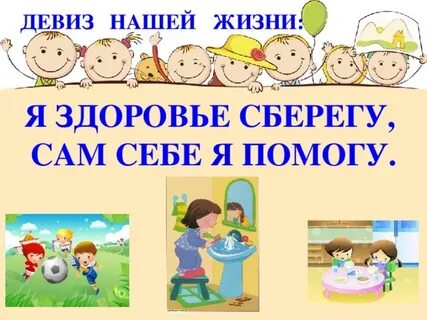 ДЕВИЗ НАШЕЙ ЖИЗНИ:
Я ЗДОРОВЬЕ СБЕРЕГУ,
САМ СЕБЕ Я ПОМОГУ.